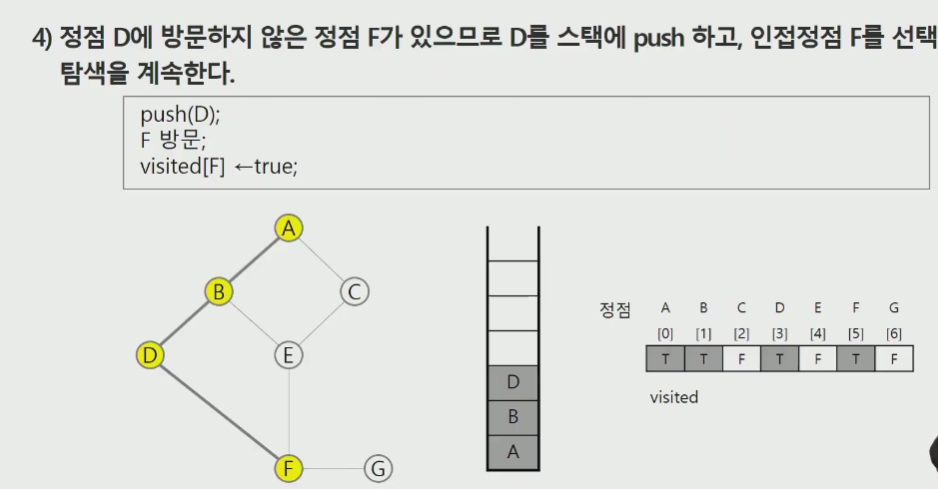 4) 정점 D에 방문하지 않은 정점 F가 있으므로 D를 스택에 push 하고, 인접정점 F를 선택
탐색을 계속한다.
push(D);
F 방문;
visited[F] ←true;
A
B
C
D
E
F
G
D
B
A
정점 A B C D E F G
[0] [1] [2] [3] [4] [5] [6]
T T F T F T F
visited